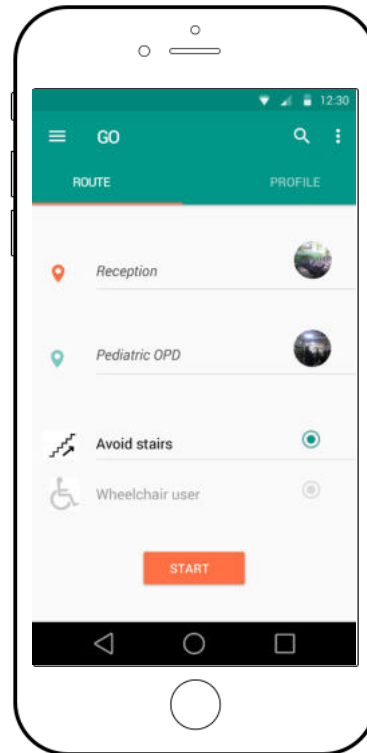 12:30
GO
ROUTE PROFILE
Reception
Pediatric OPD
Avoid stairs
Wheelchair user
START